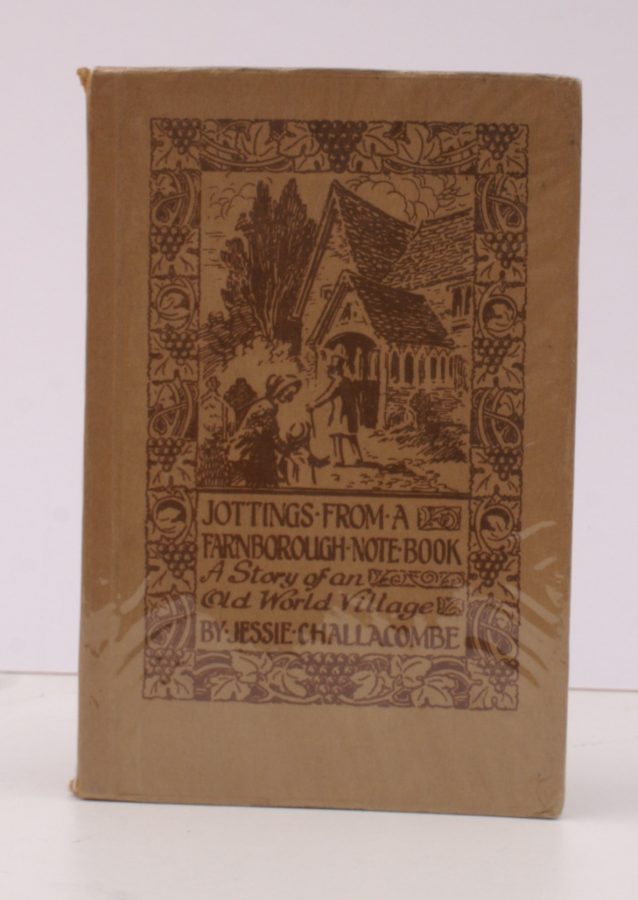 JOTTINGS·FROM·A
FARNBOROUGH·NOTE·BOOK
A Story of an
Old World Village
BY·JESSIE·CHALLACOMBE